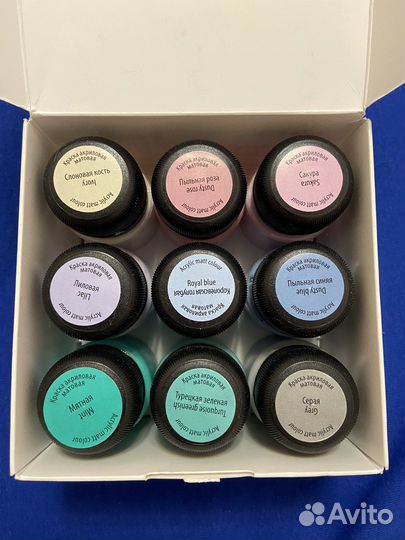 Краска акриловая
матовая
Слоновая кость
Ivory
Acrylic matt colour
Краска акриловая
матовая
Пыльная роза
Dusty rose
Acrylic matt colour
Краска акриловая
матовая
Сакура
Sakura
Acrylic matt colour
Краска акриловая
матовая
Лиловая
Lilac
Acrylic matt colour
Acrylic matt colour
Royal blue
Королевская голубая
матовая
Краска акриловая
Краска акриловая
матовая
Пыльная синяя
Dusty blue
Acrylic matt colour
Краска акриловая
матовая
Мятная
Mint
Acrylic matt colour
Краска акриловая
матовая
Турецкая зеленая
Turquoise greenish
Acrylic matt colour
Краска акриловая
матовая
Серая
Grey
Acrylic matt colour
Avito